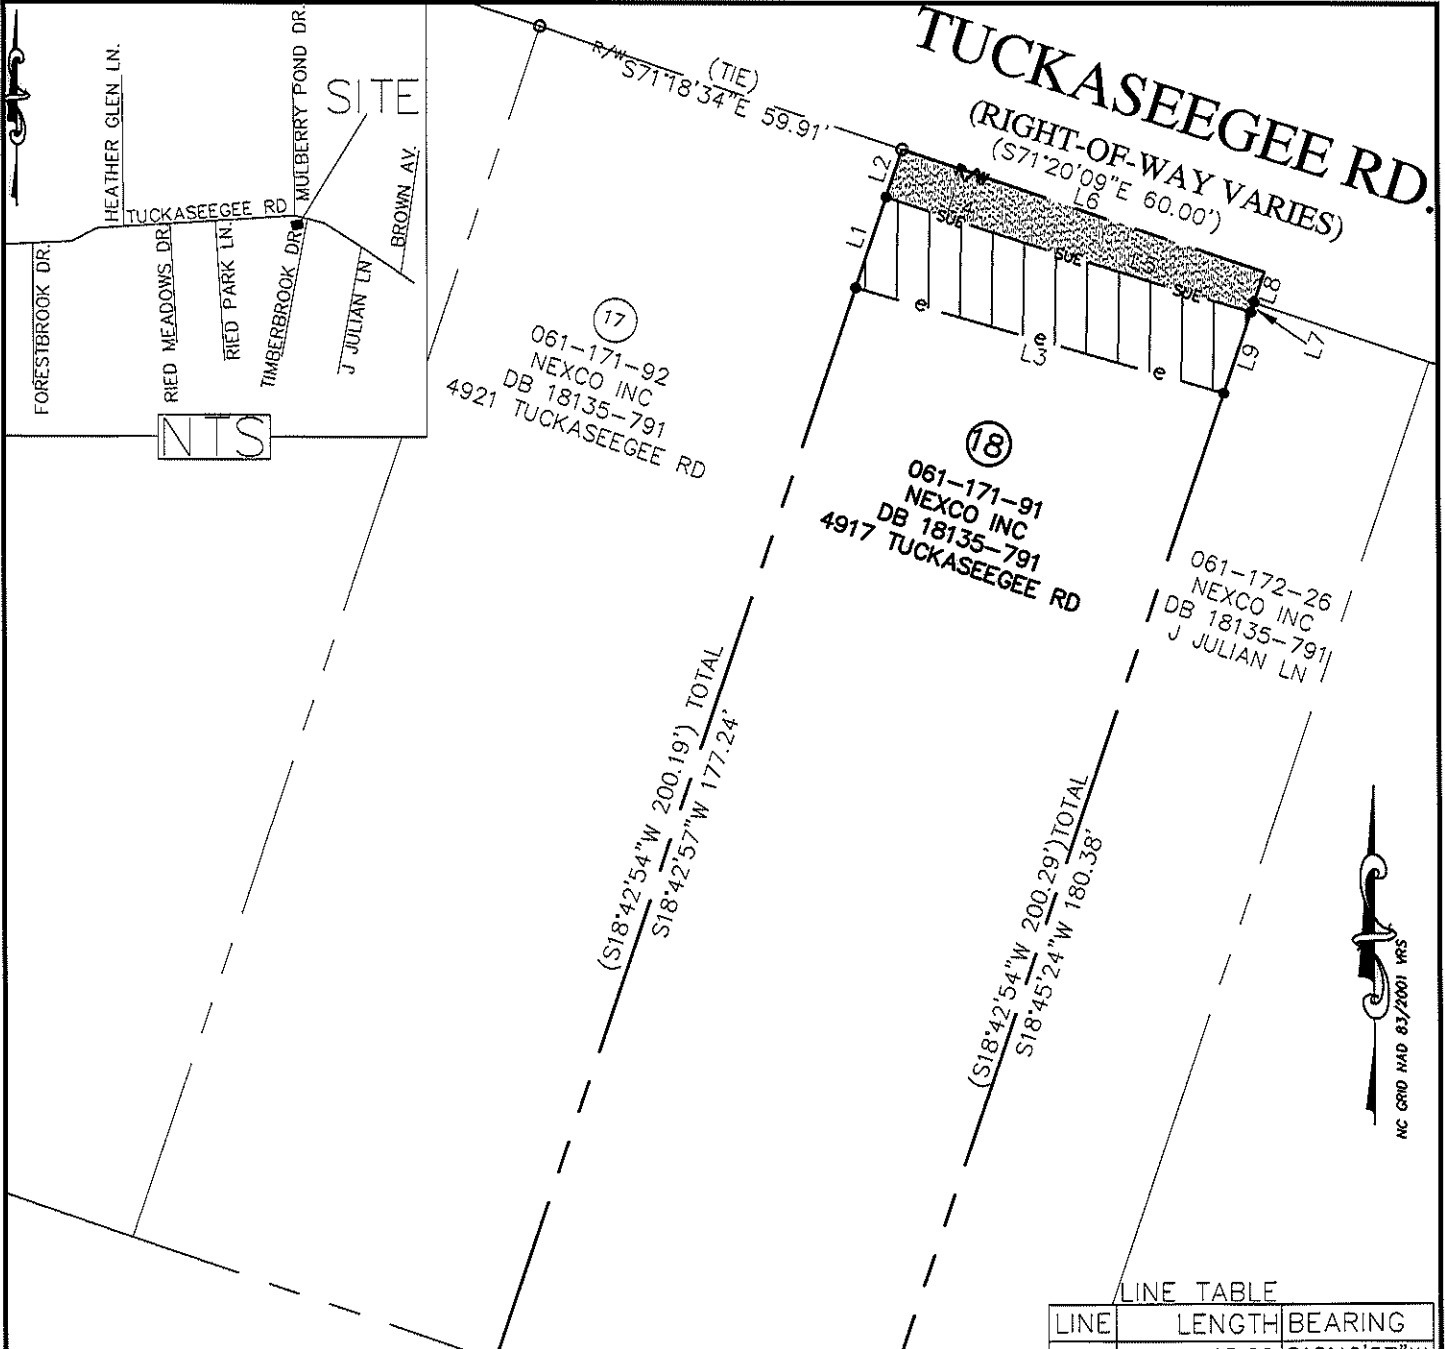 HEATHER GLEN LN.
MULBERRY POND DR.
SITE
TUCKASEEGEE RD
BROWN AV.
FORESTBROOK DR.
RIED MEADOWS DR.
RIED PARK LN.
TIMBERBROOK DR.
J JULIAN LN
NTS
R/W
(TIE)
S71°18'34"E 59.91'
TUCKASEEGEE RD.
(RIGHT-OF-WAY VARIES)
(S71°20'09"E 60.00')
L6
R/W
L2
L1
SUE
SUE
L5
SUE
L8
L7
L9
e
e
L3
e
17
061-171-92
NEXCO INC
DB 18135-791
4921 TUCKASEEGEE RD
18
061-171-91
NEXCO INC
DB 18135-791
4917 TUCKASEEGEE RD
061-172-26
NEXCO INC
DB 18135-791
J JULIAN LN
(S18°42'54"W 200.19') TOTAL
S18°42'57"W 177.24'
(S18°42'54"W 200.29')TOTAL
S18°45'24"W 180.38'
NC GRID NAD 83/2001 VRS
LINE TABLE
LINE LENGTH BEARING